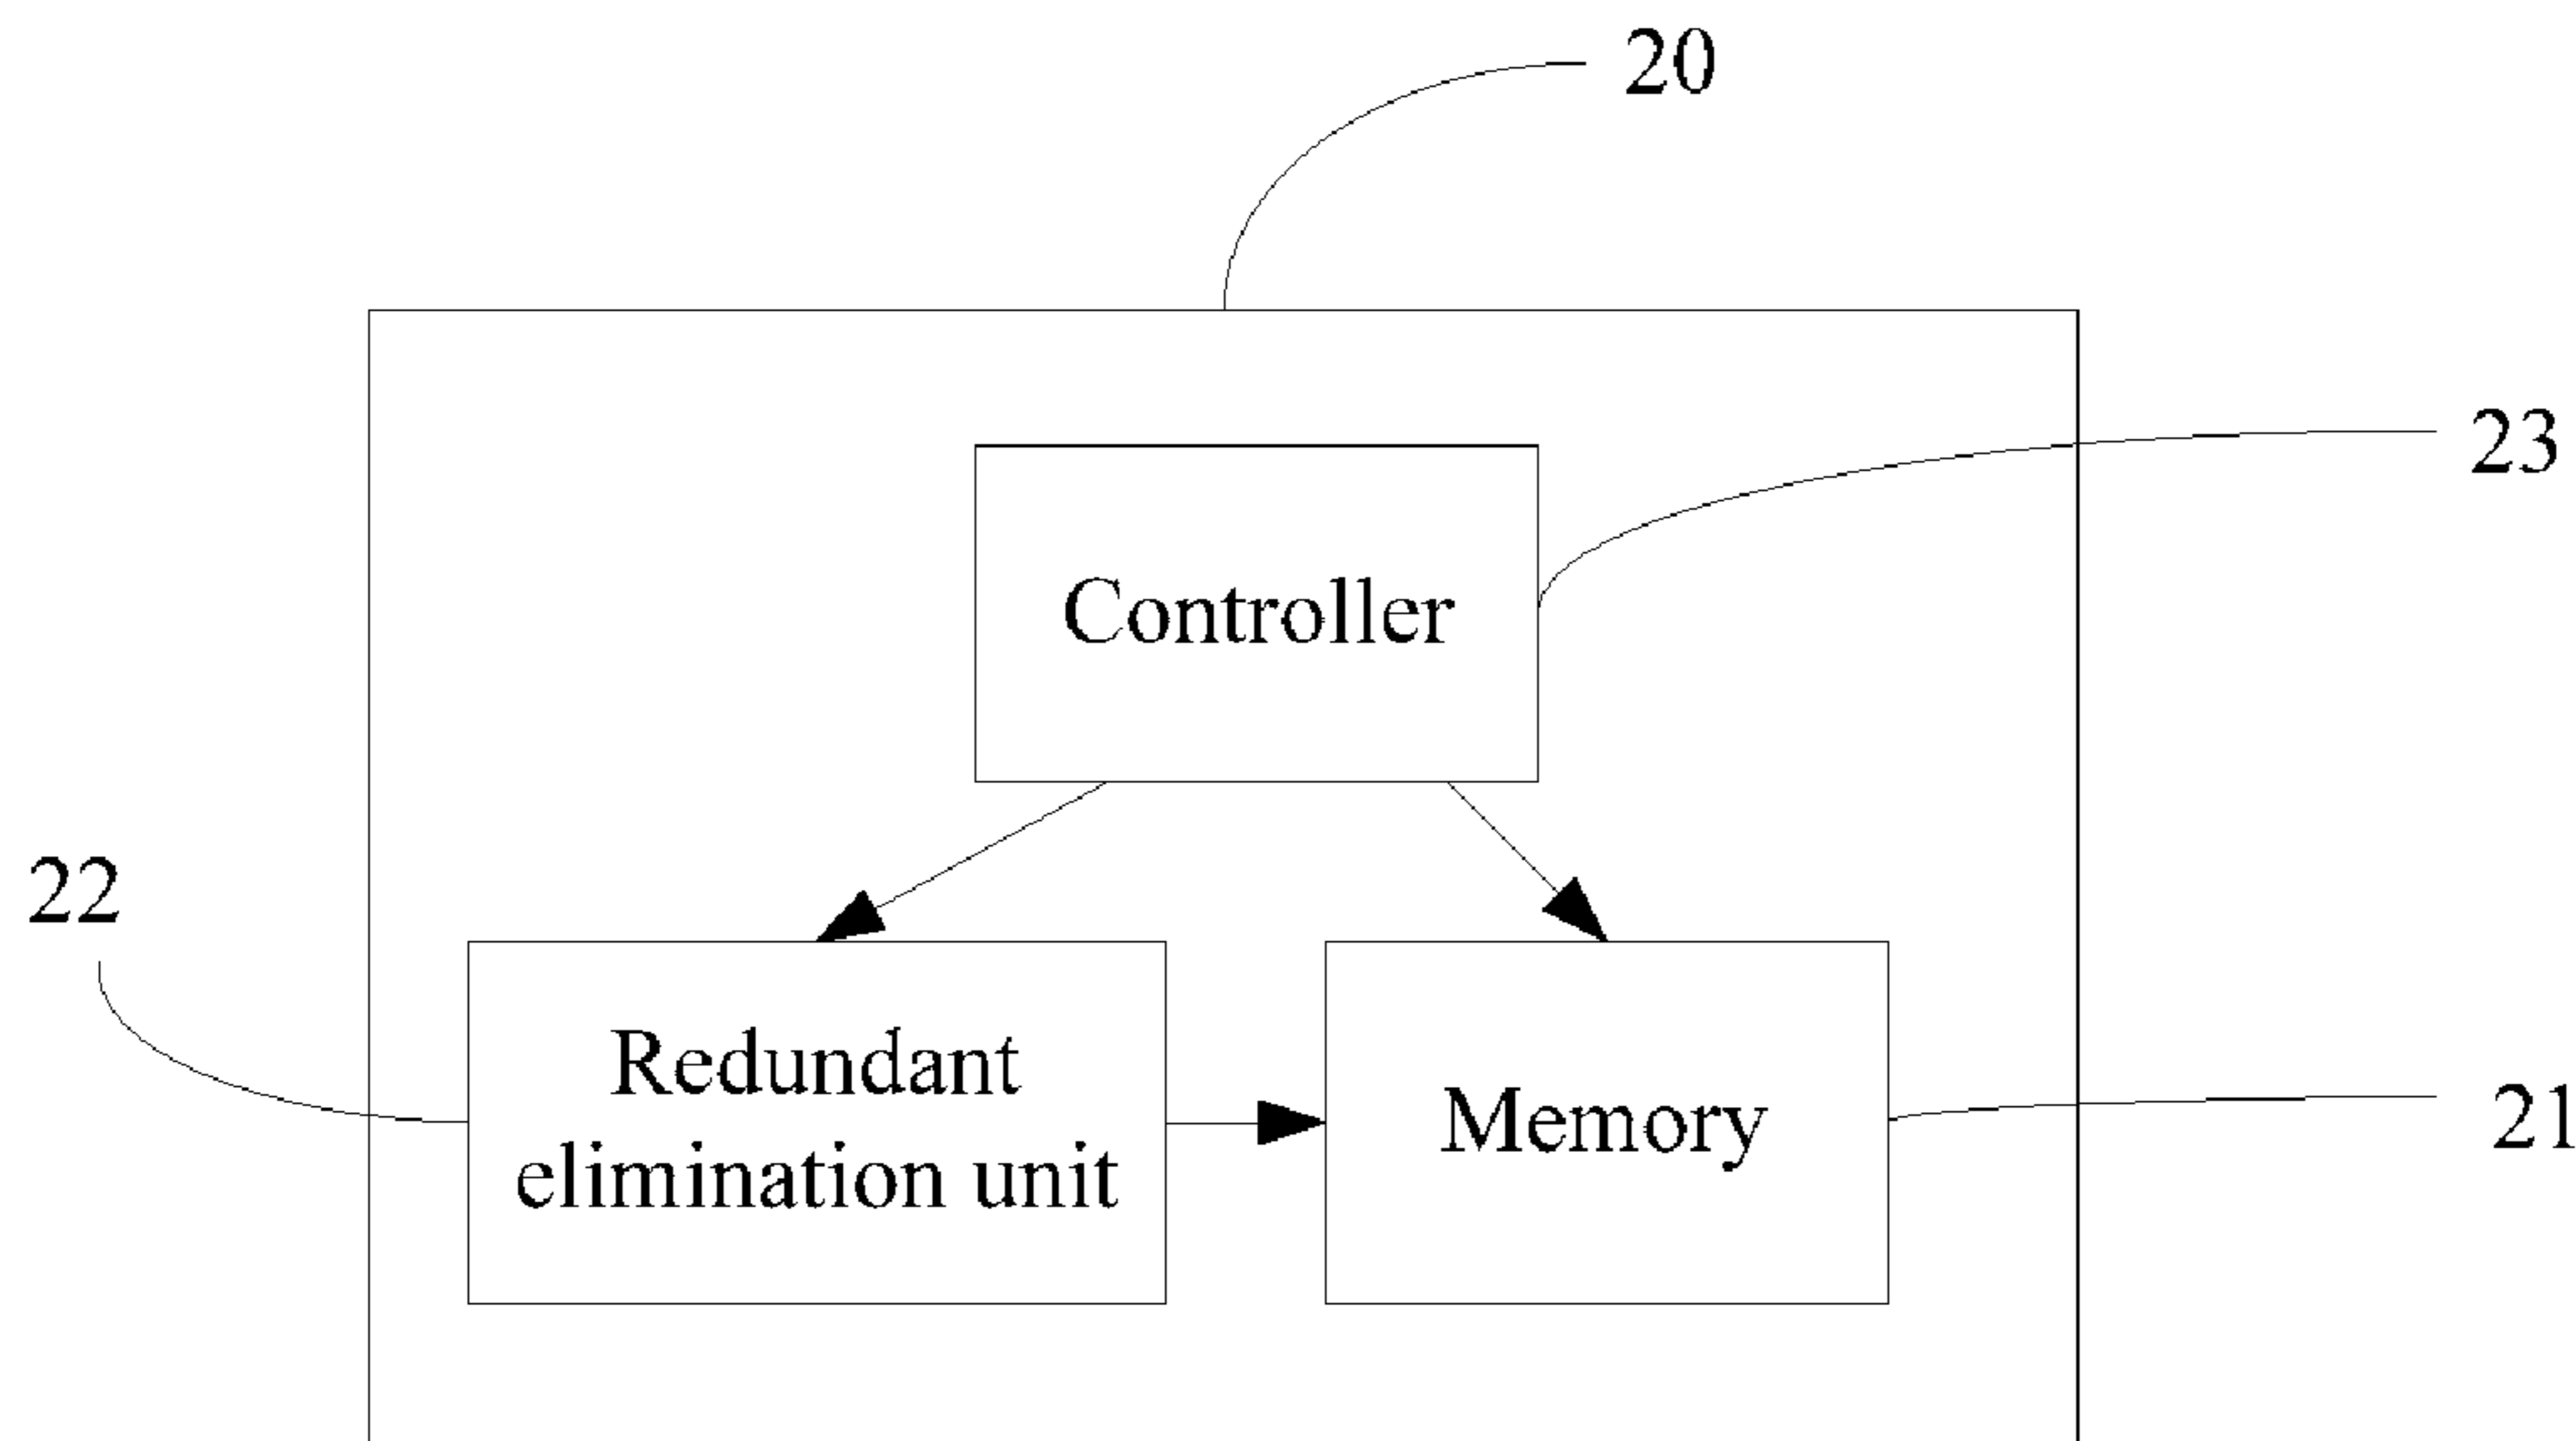 20
23
Controller
22
Redundant
elimination unit
Memory
21